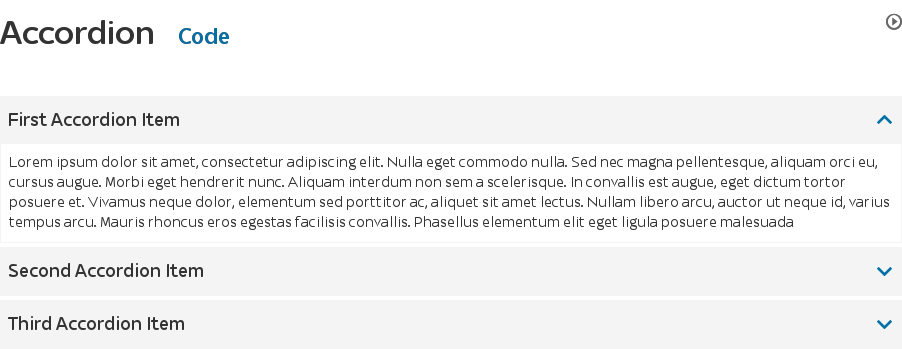 Accordion Code
First Accordion Item
Lorem ipsum dolor sit amet, consectetur adipiscing elit. Nulla eget commodo nulla. Sed nec magna pellentesque, aliquam orci eu,
cursus augue. Morbi eget hendrerit nunc. Aliquam interdum non sem a scelerisque. In convallis est augue, eget dictum tortor
posuere et. Vivamus neque dolor, elementum sed porttitor ac, aliquet sit amet lectus. Nullam libero arcu, auctor ut neque id, varius
tempus arcu. Mauris rhoncus eros egestas facilisis convallis. Phasellus elementum elit eget ligula posuere malesuada
Second Accordion Item
Third Accordion Item